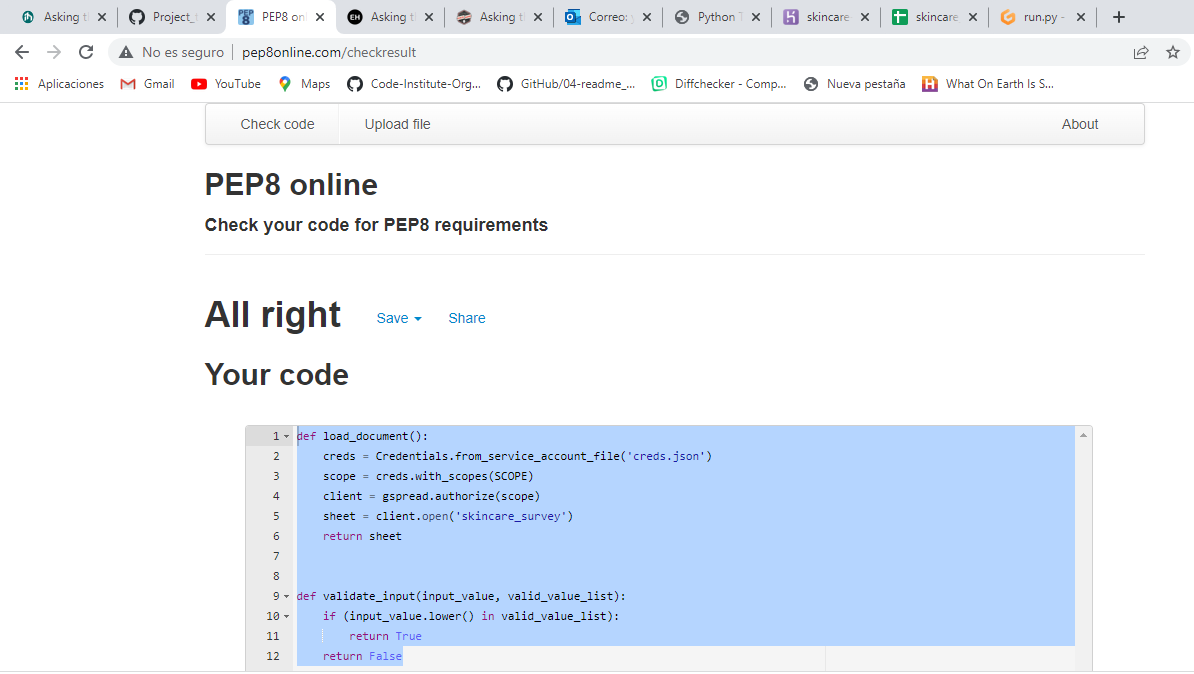 Asking t
Project_
PEP8 onl
Asking t
Asking t
Correo:
Python
skincare
skincare
run.py -
No es seguro
pep8online.com/checkresult
Aplicaciones
Gmail
YouTube
Maps
Code-Institute-Org...
GitHub/04-readme_...
Diffchecker - Comp...
Nueva pestaña
What On Earth Is S...
Check code
Upload file
About
PEP8 online
Check your code for PEP8 requirements
All right
Save
Share
Your code
1 def load_document():
2 creds = Credentials.from_service_account_file('creds.json')
3 scope = creds.with_scopes(SCOPE)
4 client = gspread.authorize(scope)
5 sheet = client.open('skincare_survey')
6 return sheet
7
8
9 def validate_input(input_value, valid_value_list):
10 if (input_value.lower() in valid_value_list):
11 return True
12 return False